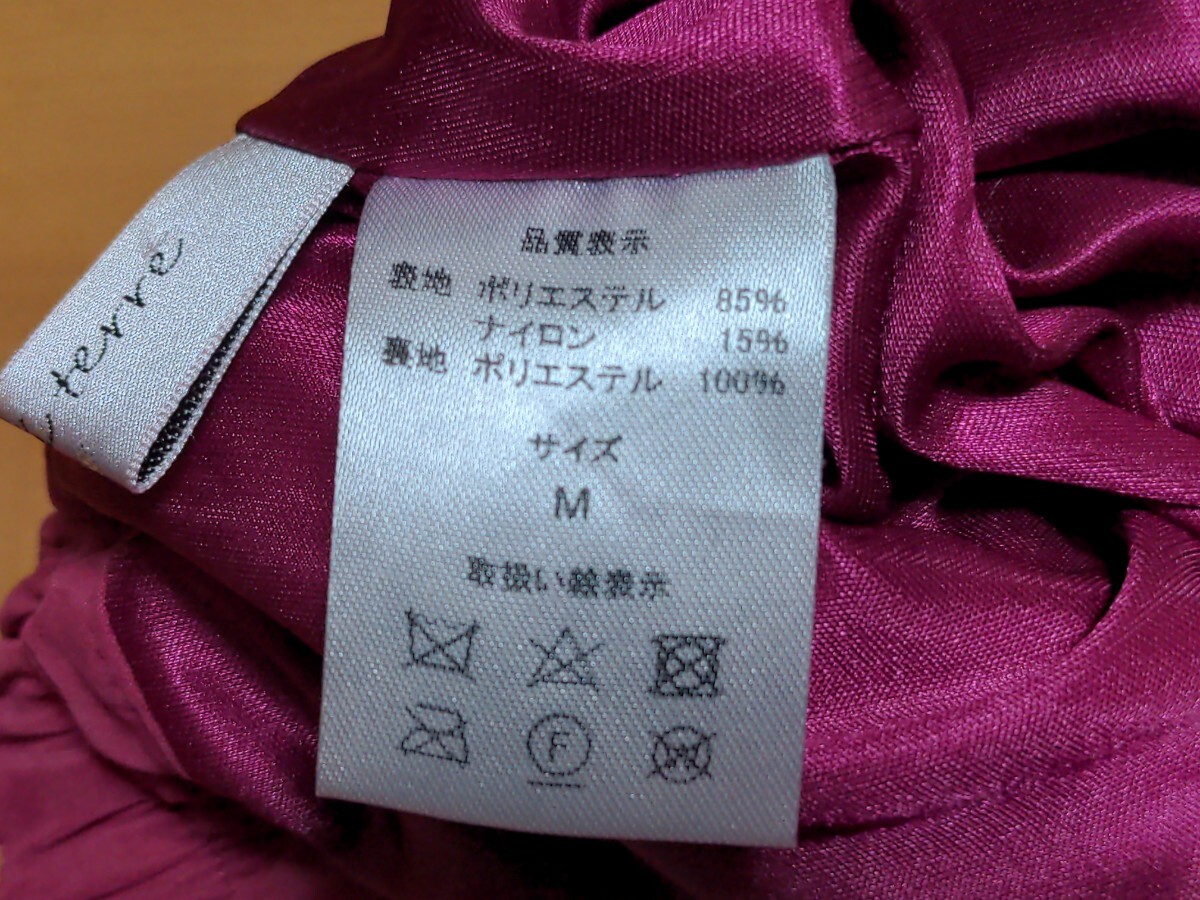 terre
品質表示
表地 ポリエステル 85%
ナイロン 15%
裏地 ポリエステル 100%
サイズ
M
取扱い絵表示
F
W